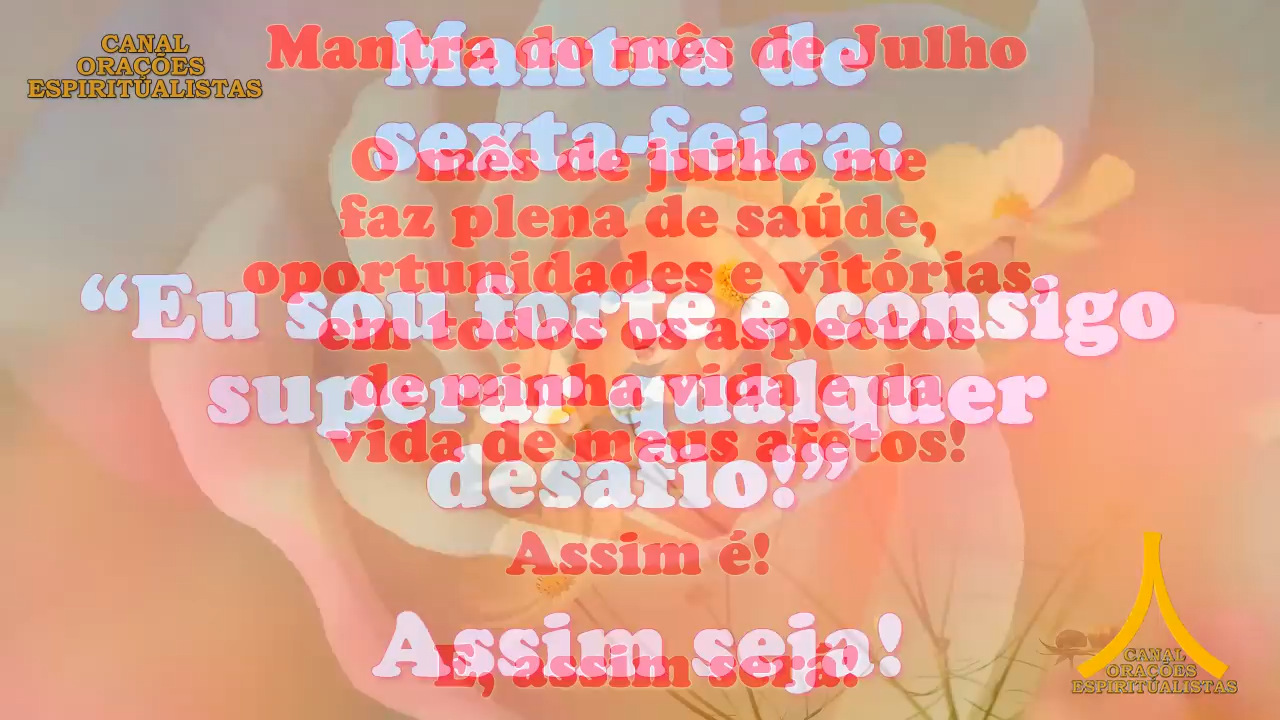 CANAL
ORAÇÕES
ESPIRITUALISTAS
Mantra do mês de Julho
O mês de julho me
faz plena de saúde,
oportunidades e vitórias,
em todos os aspectos
de minha vida e da
vida de meus afetos!
Assim é!
E, assim será!
Mantra de
sexta-feira:
“Eu sou forte e consigo
superar qualquer
desafio!”
Assim seja!
CANAL
ORAÇÕES
ESPIRITUALISTAS